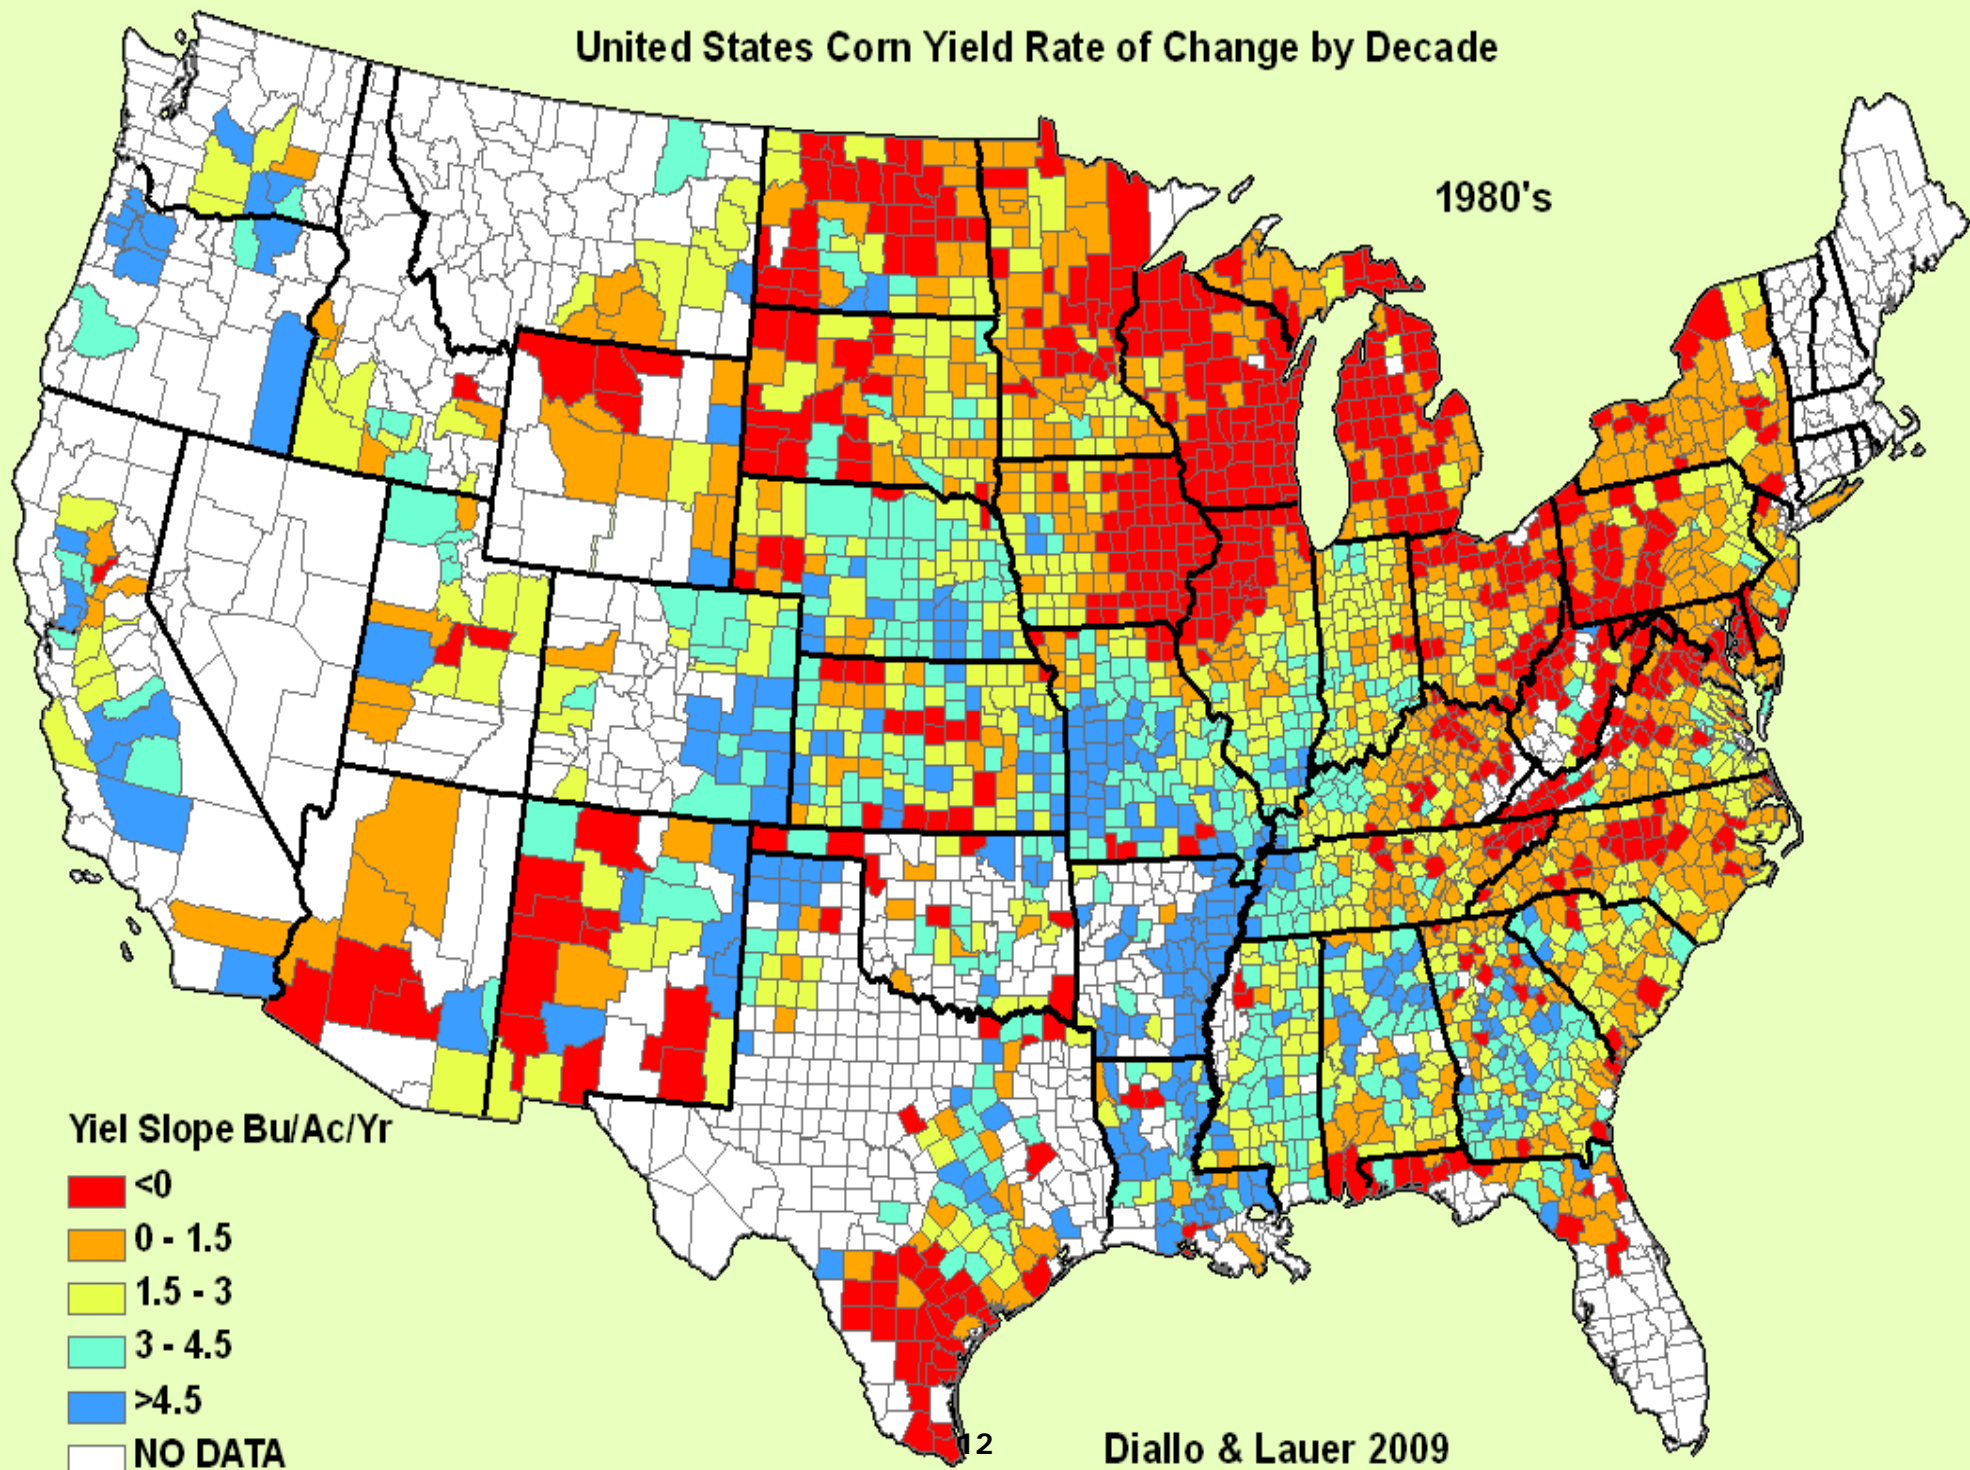 United States Corn Yield Rate of Change by Decade
1980's
Yiel Slope Bu/Ac/Yr
<0
0 - 1.5
1.5 - 3
3 - 4.5
>4.5
NO DATA
12
Diallo & Lauer 2009